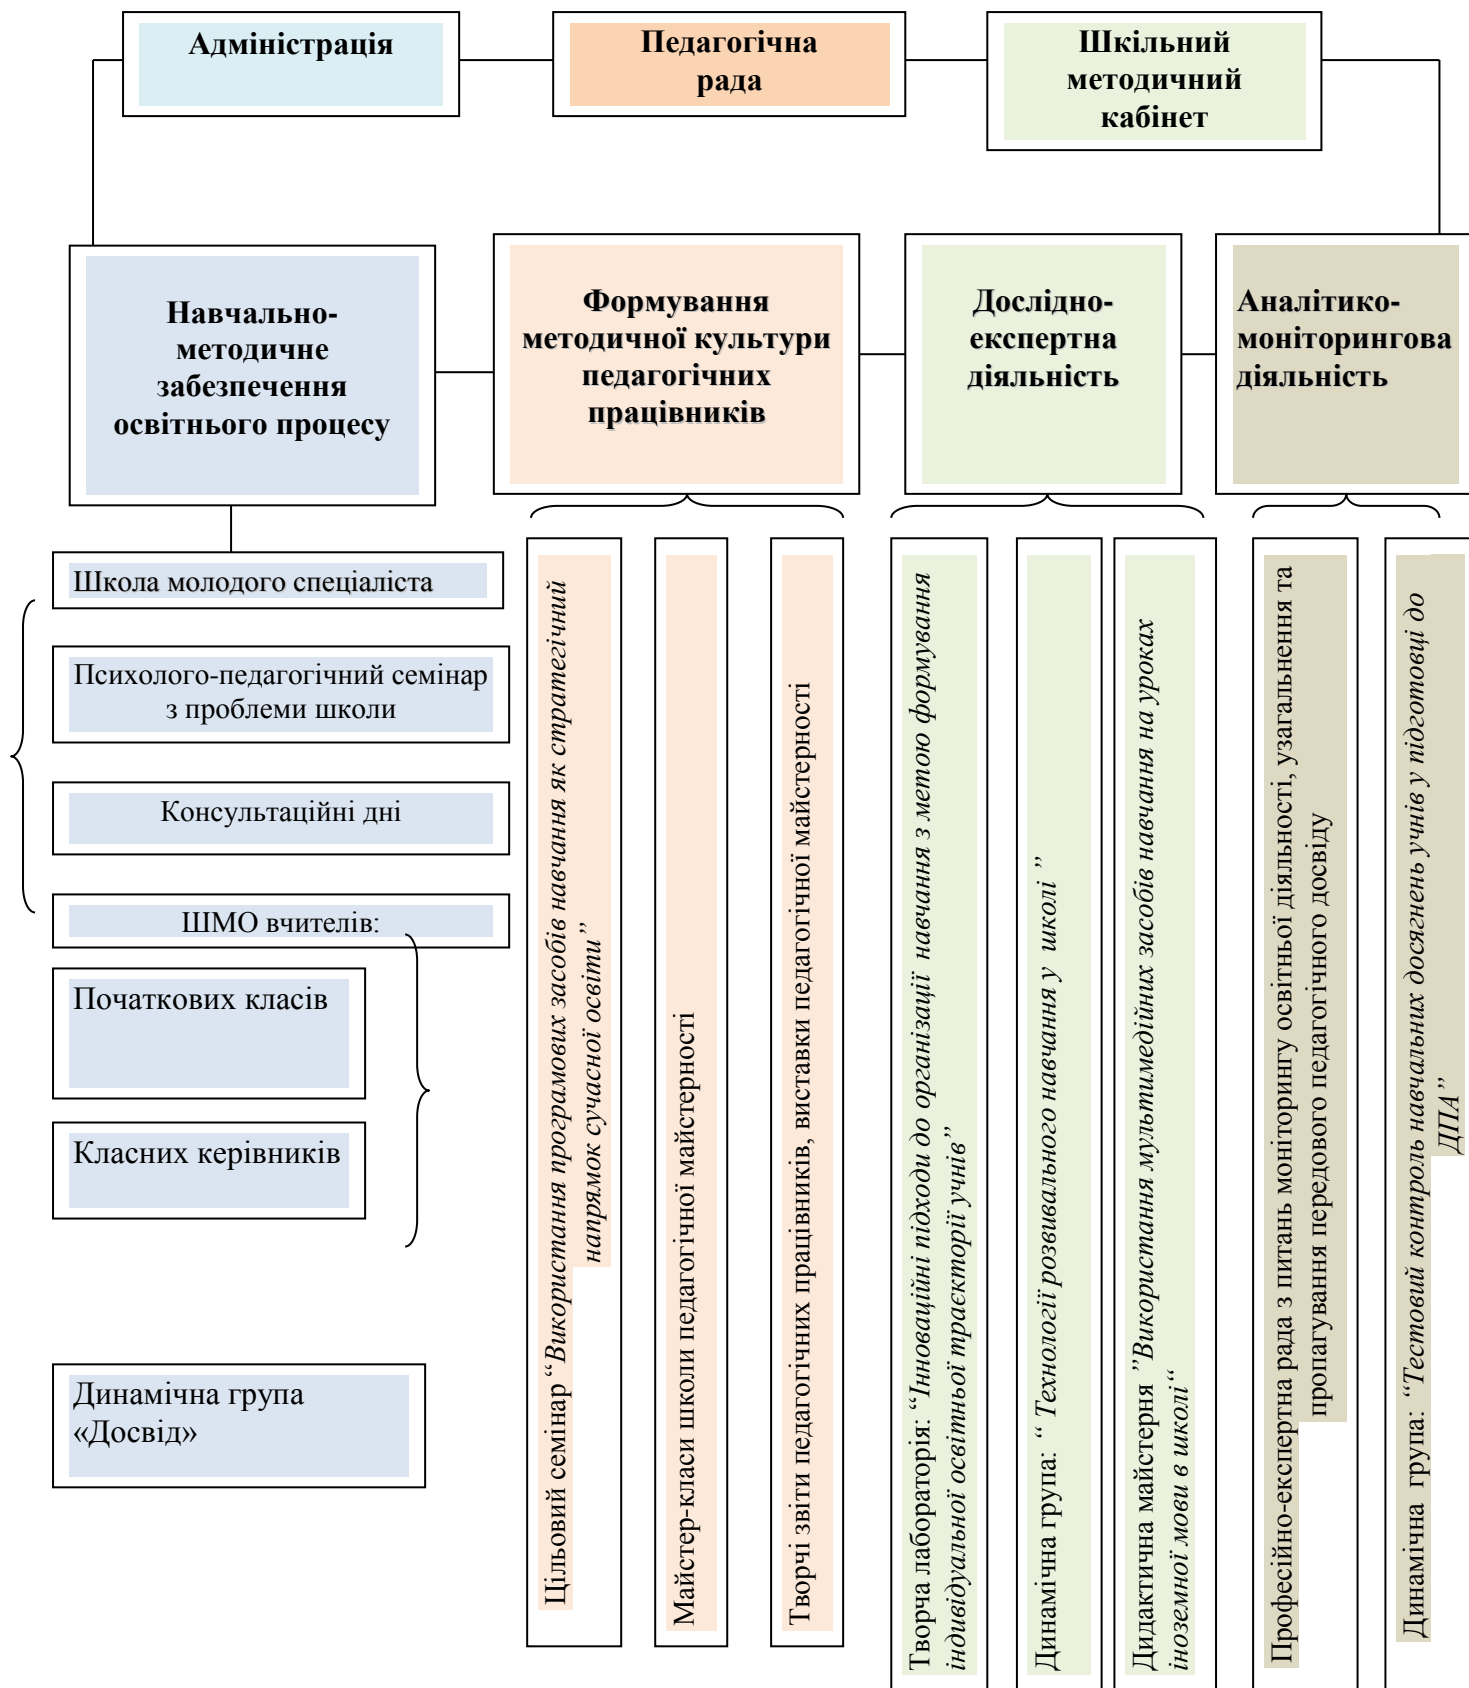 Адміністрація
Педагогічна
рада
Шкільний
методичний
кабінет
Навчально-
методичне
забезпечення
освітнього процесу
Формування
методичної культури
педагогічних
працівників
Дослідно-
експертна
діяльність
Аналітико-
моніторингова
діяльність
Школа молодого спеціаліста
Психолого-педагогічний семінар
з проблеми школи
Консультаційні дні
ШМО вчителів:
Початкових класів
Класних керівників
Динамічна група
«Досвід»
Цільовий семінар “Використання програмових засобів навчання як стратегічний
напрямок сучасної освіти”
Майстер-класи школи педагогічної майстерності
Творчі звіти педагогічних працівників, виставки педагогічної майстерності
Творча лабораторія: “Інноваційні підходи до організації навчання з метою формування
індивідуальної освітньої траєкторії учнів”
Динамічна група: “ Технології розвивального навчання у школі ”
Дидактична майстерня ”Використання мультимедійних засобів навчання на уроках
іноземної мови в школі“
Професійно-експертна рада з питань моніторингу освітньої діяльності, узагальнення та
пропагування передового педагогічного досвіду
Динамічна група: “Тестовий контроль навчальних досягнень учнів у підготовці до
ДПА”